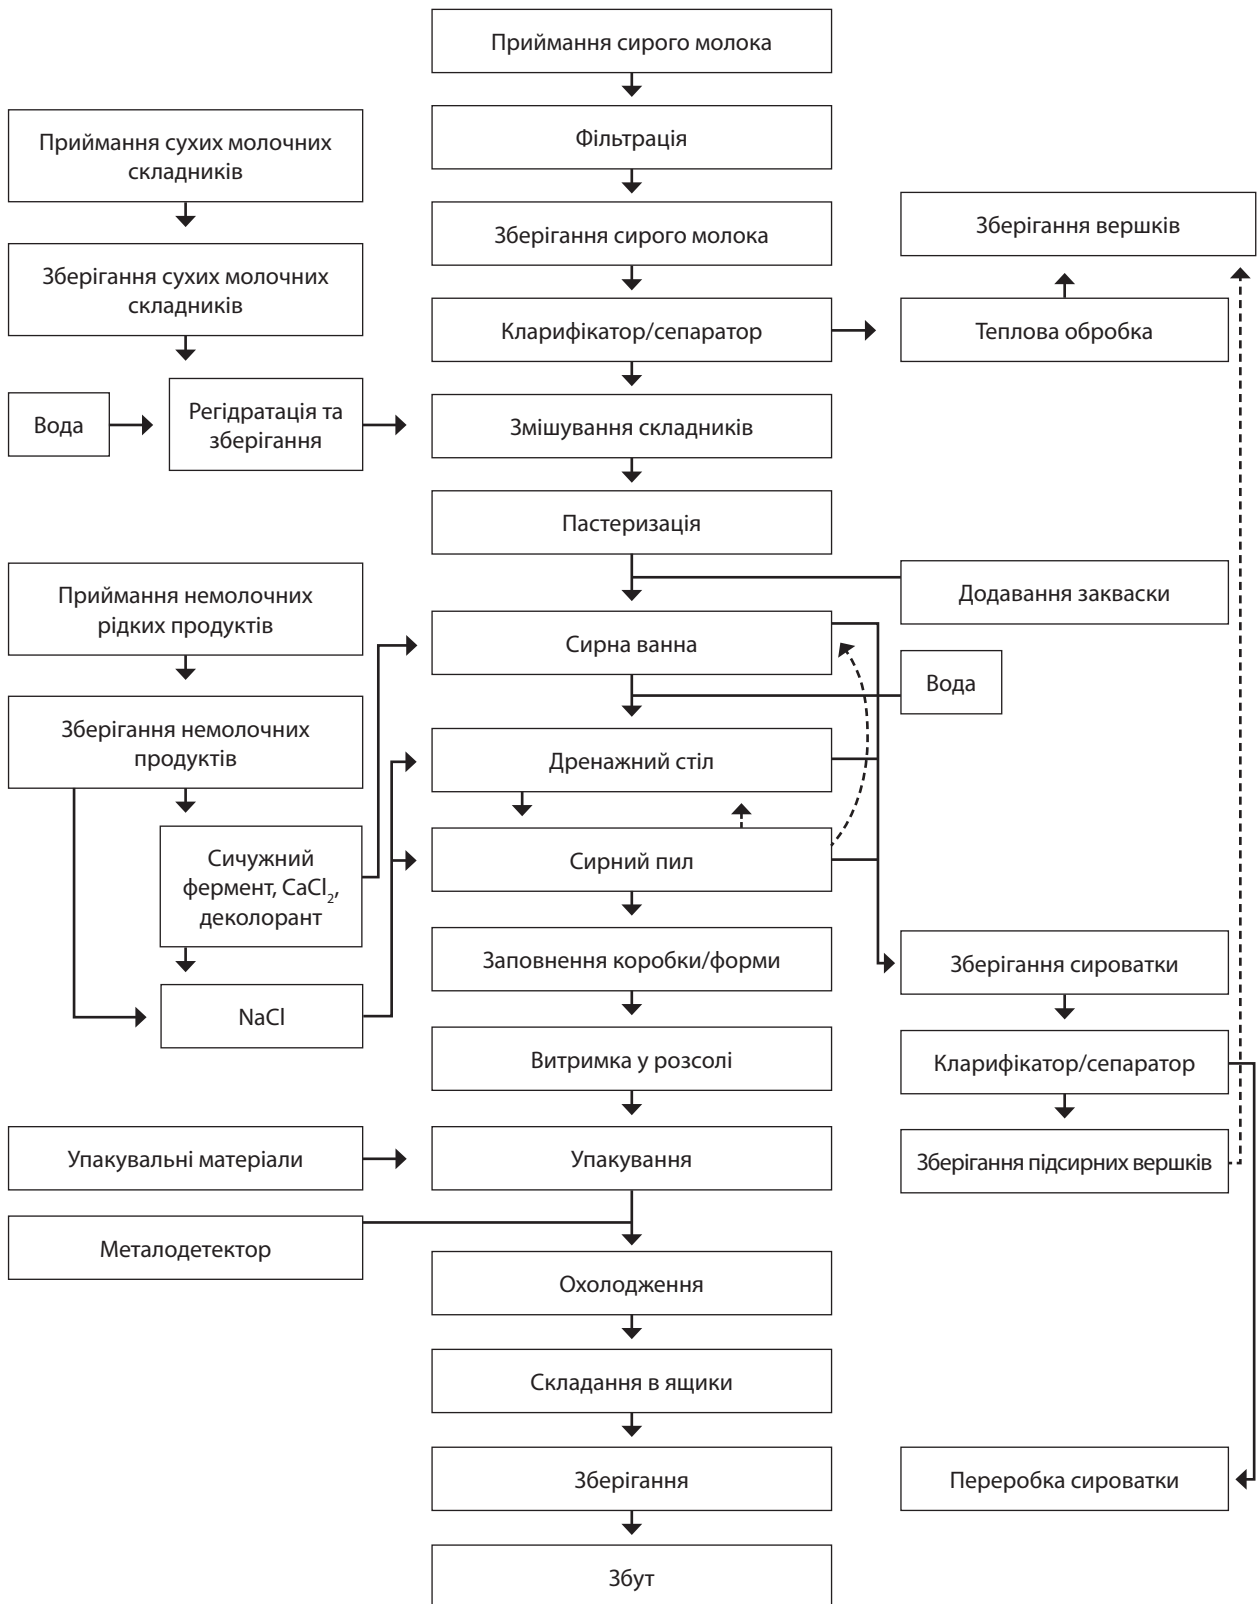 Приймання сирого молока
Фільтрація
Приймання сухих молочних
складників
Зберігання сирого молока
Зберігання вершків
Зберігання сухих молочних
складників
Кларифікатор/сепаратор
Теплова обробка
Вода
Регідратація та
зберігання
Змішування складників
Пастеризація
Приймання немолочних
рідких продуктів
Додавання закваски
Сирна ванна
Вода
Зберігання немолочних
продуктів
Дренажний стіл
Сичужний
фермент, CaCl₂,
деколорант
Сирний пил
Заповнення коробки/форми
Зберігання сироватки
NaCl
Витримка у розсолі
Кларифікатор/сепаратор
Упакувальні матеріали
Упакування
Зберігання підсирних вершків
Металодетектор
Охолодження
Складання в ящики
Зберігання
Переробка сироватки
Збут